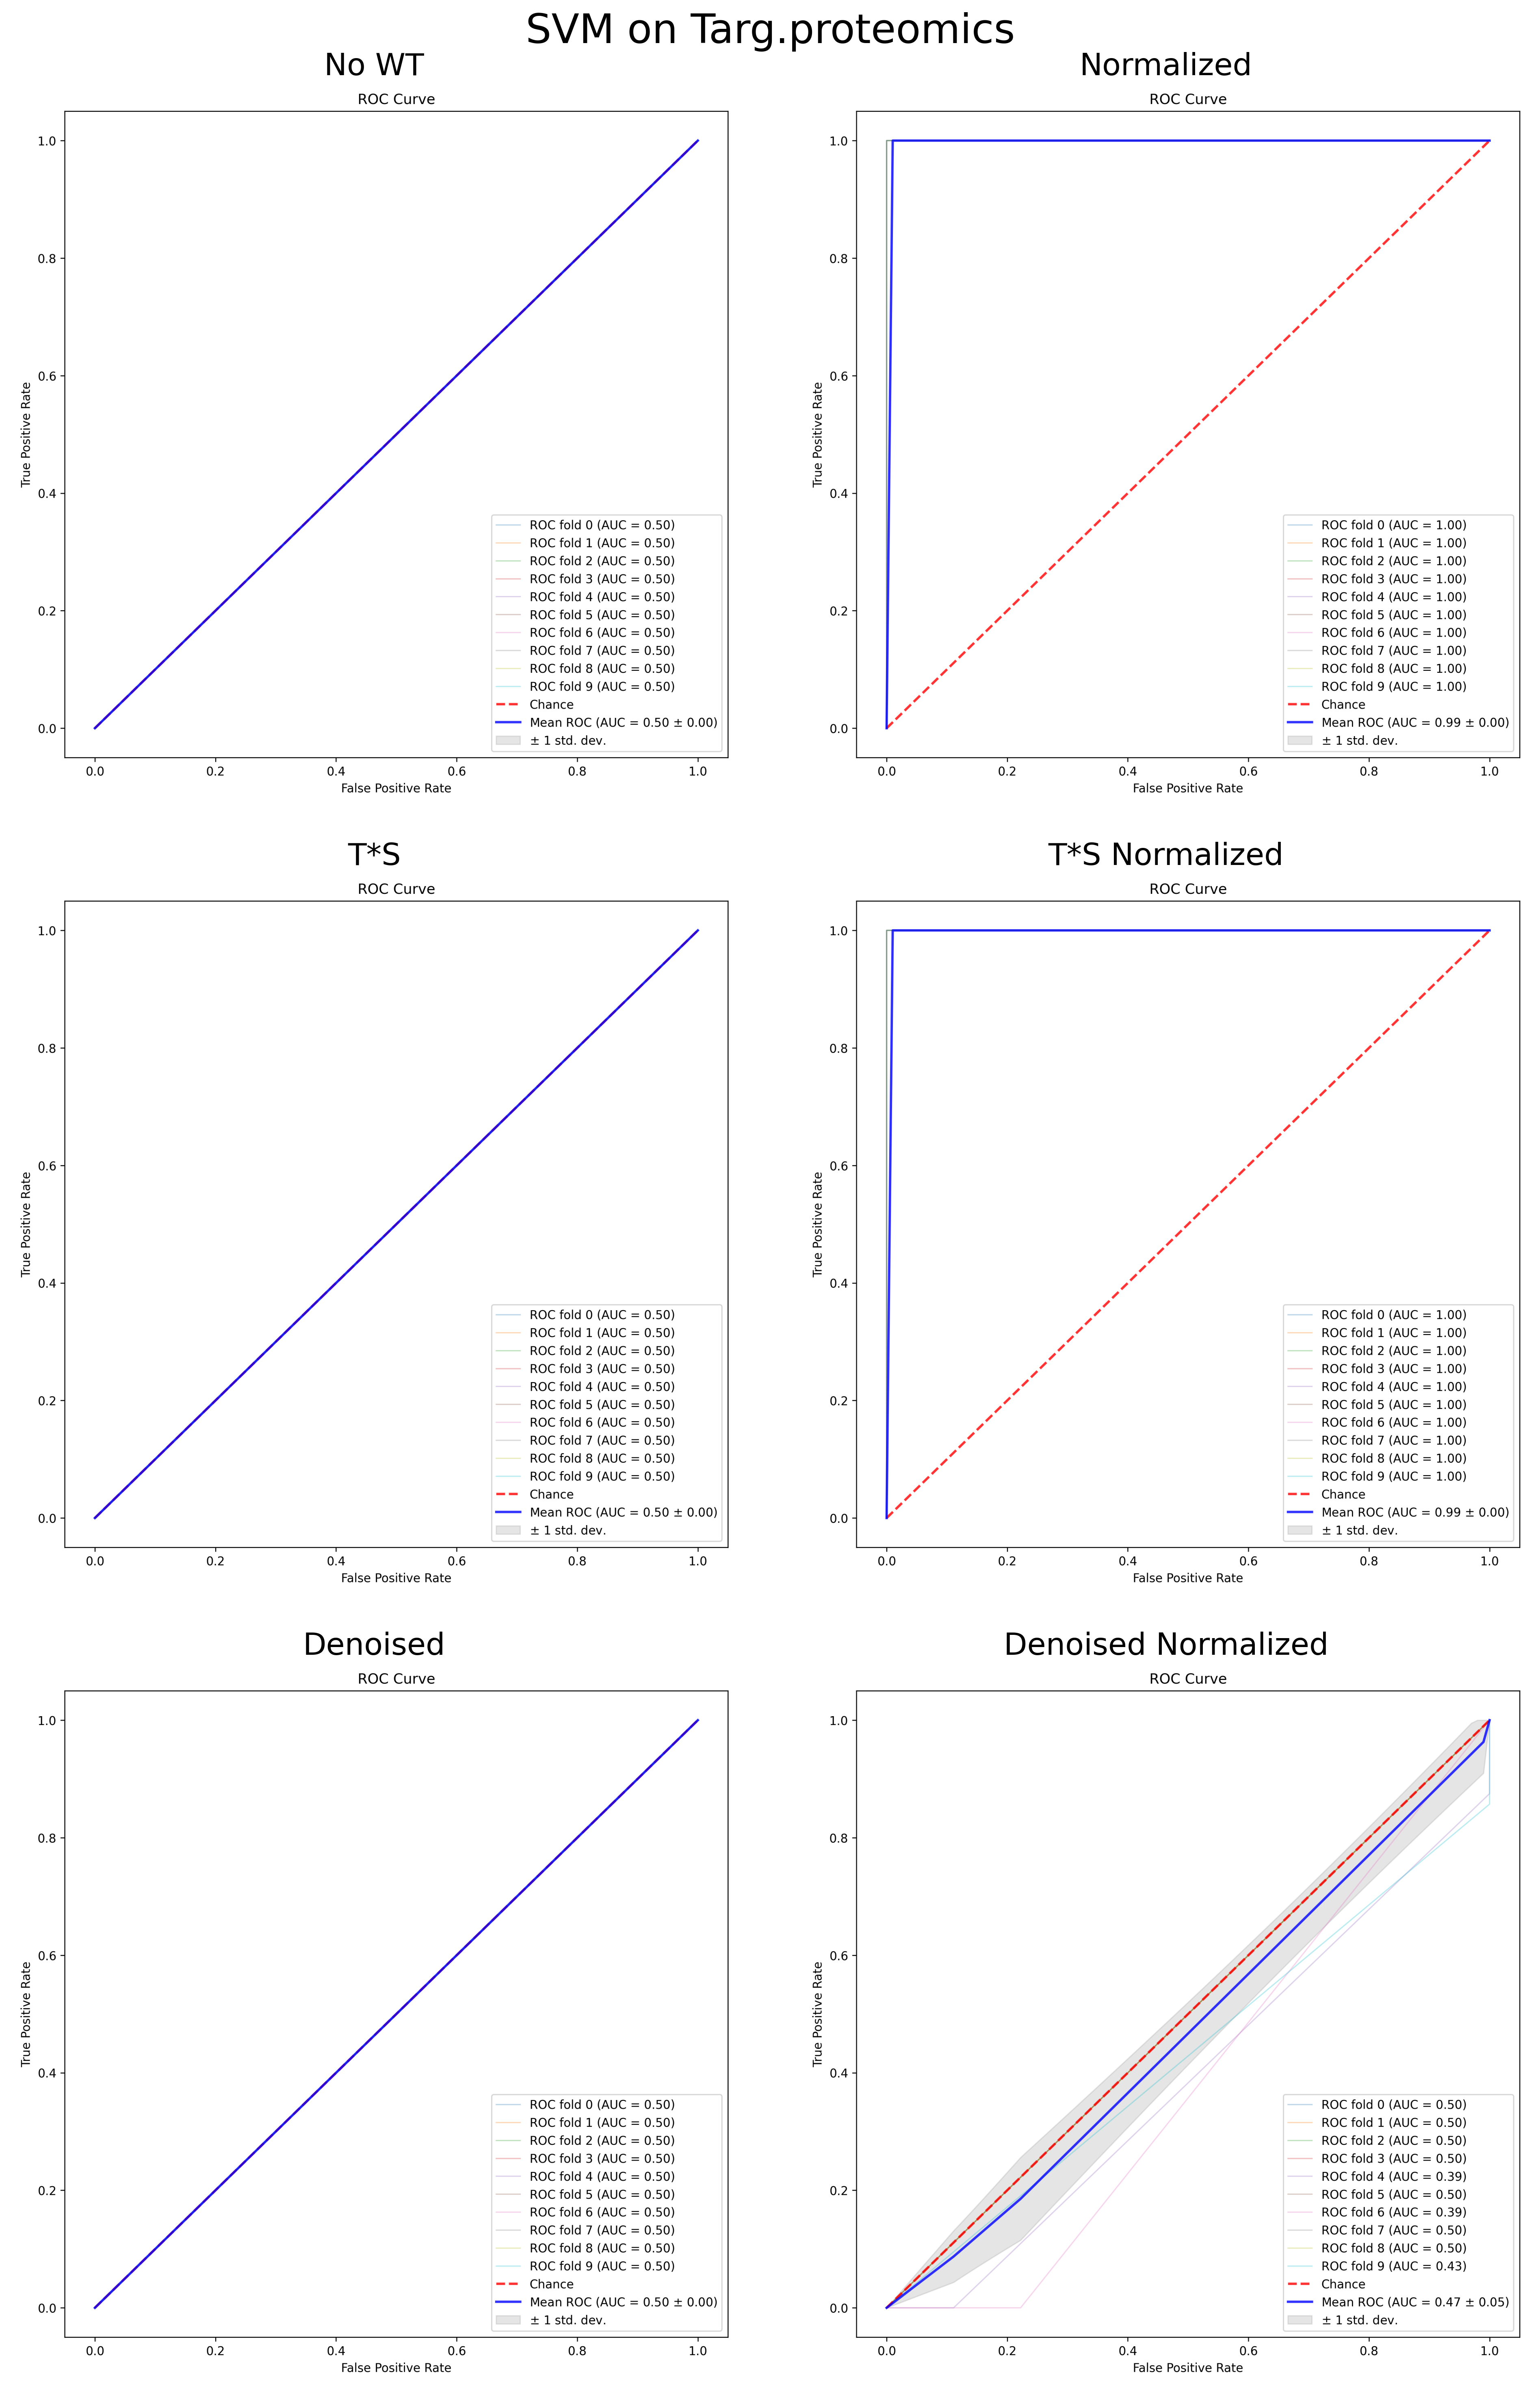 SVM on Targ.proteomics
No WT
ROC Curve
1.0
0.8
0.6
0.4
0.2
0.0
True Positive Rate
ROC fold 0 (AUC = 0.50)
ROC fold 1 (AUC = 0.50)
ROC fold 2 (AUC = 0.50)
ROC fold 3 (AUC = 0.50)
ROC fold 4 (AUC = 0.50)
ROC fold 5 (AUC = 0.50)
ROC fold 6 (AUC = 0.50)
ROC fold 7 (AUC = 0.50)
ROC fold 8 (AUC = 0.50)
ROC fold 9 (AUC = 0.50)
Chance
Mean ROC (AUC = 0.50 ± 0.00)
± 1 std. dev.
0.0 0.2 0.4 0.6 0.8 1.0
False Positive Rate
Normalized
ROC Curve
1.0
0.8
0.6
0.4
0.2
0.0
True Positive Rate
ROC fold 0 (AUC = 1.00)
ROC fold 1 (AUC = 1.00)
ROC fold 2 (AUC = 1.00)
ROC fold 3 (AUC = 1.00)
ROC fold 4 (AUC = 1.00)
ROC fold 5 (AUC = 1.00)
ROC fold 6 (AUC = 1.00)
ROC fold 7 (AUC = 1.00)
ROC fold 8 (AUC = 1.00)
ROC fold 9 (AUC = 1.00)
Chance
Mean ROC (AUC = 0.99 ± 0.00)
± 1 std. dev.
0.0 0.2 0.4 0.6 0.8 1.0
False Positive Rate
T*S
ROC Curve
1.0
0.8
0.6
0.4
0.2
0.0
True Positive Rate
ROC fold 0 (AUC = 0.50)
ROC fold 1 (AUC = 0.50)
ROC fold 2 (AUC = 0.50)
ROC fold 3 (AUC = 0.50)
ROC fold 4 (AUC = 0.50)
ROC fold 5 (AUC = 0.50)
ROC fold 6 (AUC = 0.50)
ROC fold 7 (AUC = 0.50)
ROC fold 8 (AUC = 0.50)
ROC fold 9 (AUC = 0.50)
Chance
Mean ROC (AUC = 0.50 ± 0.00)
± 1 std. dev.
0.0 0.2 0.4 0.6 0.8 1.0
False Positive Rate
T*S Normalized
ROC Curve
1.0
0.8
0.6
0.4
0.2
0.0
True Positive Rate
ROC fold 0 (AUC = 1.00)
ROC fold 1 (AUC = 1.00)
ROC fold 2 (AUC = 1.00)
ROC fold 3 (AUC = 1.00)
ROC fold 4 (AUC = 1.00)
ROC fold 5 (AUC = 1.00)
ROC fold 6 (AUC = 1.00)
ROC fold 7 (AUC = 1.00)
ROC fold 8 (AUC = 1.00)
ROC fold 9 (AUC = 1.00)
Chance
Mean ROC (AUC = 0.99 ± 0.00)
± 1 std. dev.
0.0 0.2 0.4 0.6 0.8 1.0
False Positive Rate
Denoised
ROC Curve
1.0
0.8
0.6
0.4
0.2
0.0
True Positive Rate
ROC fold 0 (AUC = 0.50)
ROC fold 1 (AUC = 0.50)
ROC fold 2 (AUC = 0.50)
ROC fold 3 (AUC = 0.50)
ROC fold 4 (AUC = 0.50)
ROC fold 5 (AUC = 0.50)
ROC fold 6 (AUC = 0.50)
ROC fold 7 (AUC = 0.50)
ROC fold 8 (AUC = 0.50)
ROC fold 9 (AUC = 0.50)
Chance
Mean ROC (AUC = 0.50 ± 0.00)
± 1 std. dev.
0.0 0.2 0.4 0.6 0.8 1.0
False Positive Rate
Denoised Normalized
ROC Curve
1.0
0.8
0.6
0.4
0.2
0.0
True Positive Rate
ROC fold 0 (AUC = 0.50)
ROC fold 1 (AUC = 0.50)
ROC fold 2 (AUC = 0.50)
ROC fold 3 (AUC = 0.50)
ROC fold 4 (AUC = 0.39)
ROC fold 5 (AUC = 0.50)
ROC fold 6 (AUC = 0.39)
ROC fold 7 (AUC = 0.50)
ROC fold 8 (AUC = 0.50)
ROC fold 9 (AUC = 0.43)
Chance
Mean ROC (AUC = 0.47 ± 0.05)
± 1 std. dev.
0.0 0.2 0.4 0.6 0.8 1.0
False Positive Rate